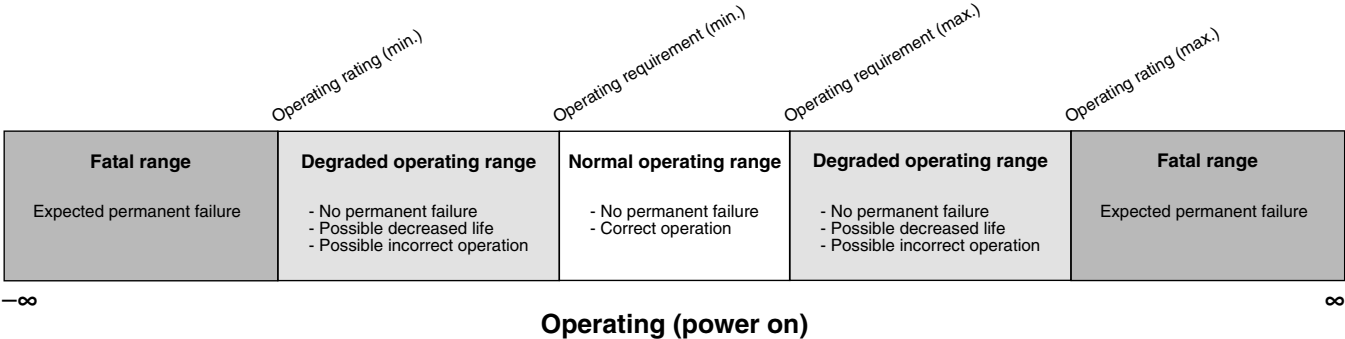 Operating rating (min.)
Operating requirement (min.)
Operating requirement (max.)
Operating rating (max.)
Fatal range
Expected permanent failure
Degraded operating range
- No permanent failure
- Possible decreased life
- Possible incorrect operation
Normal operating range
- No permanent failure
- Correct operation
Degraded operating range
- No permanent failure
- Possible decreased life
- Possible incorrect operation
Fatal range
Expected permanent failure
–∞
∞
Operating (power on)